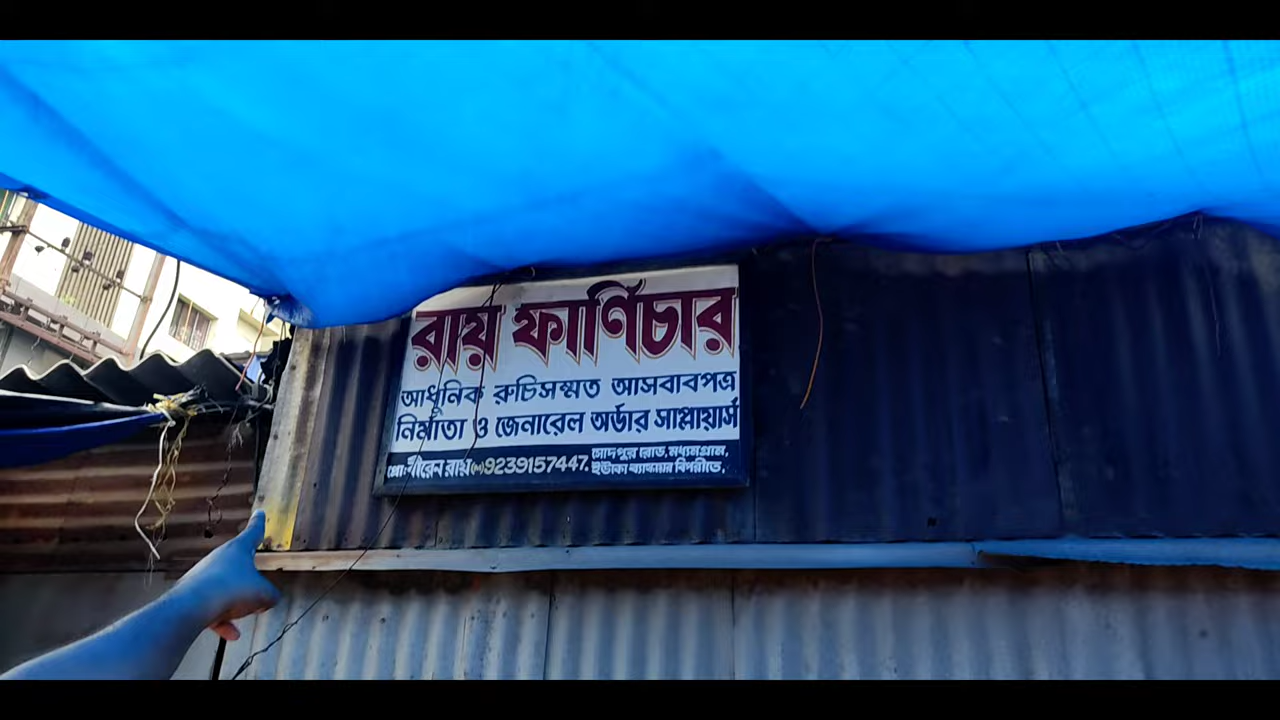 রায় ফার্ণিচার
আধুনিক রুচিসম্মত আসবাবপত্র
নির্মাতা ও জেনারেল অর্ডার সাপ্লায়ার্স
প্রোঃ বীরেন রায় (M) 9239157447.
সোদপুর রোড, মধ্যমগ্রাম,
ইউকো ব্যাঙ্কের বিপরীতে,